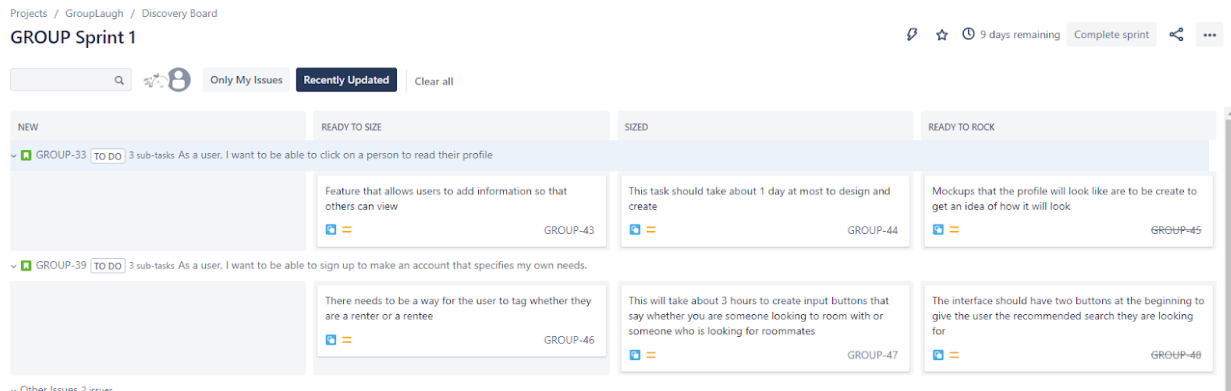 Projects / GroupLaugh / Discovery Board
GROUP Sprint 1
9 days remaining Complete sprint
Only My Issues Recently Updated Clear all
NEW READY TO SIZE SIZED READY TO ROCK
GROUP-33 TO DO 3 sub-tasks As a user, I want to be able to click on a person to read their profile
Feature that allows users to add information so that
others can view
GROUP-43
This task should take about 1 day at most to design and
create
GROUP-44
Mockups that the profile will look like are to be create to
get an idea of how it will look
GROUP-45
GROUP-39 TO DO 3 sub-tasks As a user, I want to be able to sign up to make an account that specifies my own needs.
There needs to be a way for the user to tag whether they
are a renter or a rentee
GROUP-46
This will take about 3 hours to create input buttons that
say whether you are someone looking to room with or
someone who is looking for roommates
GROUP-47
The interface should have two buttons at the beginning to
give the user the recommended search they are looking
for
GROUP-48
Other Issues 2 issues